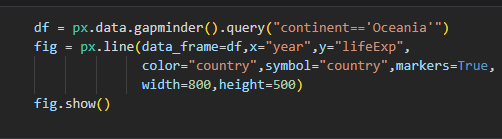 df = px.data.gapminder().query("continent=='Oceania'")
fig = px.line(data_frame=df,x="year",y="lifeExp",
color="country",symbol="country",markers=True,
width=800,height=500)
fig.show()